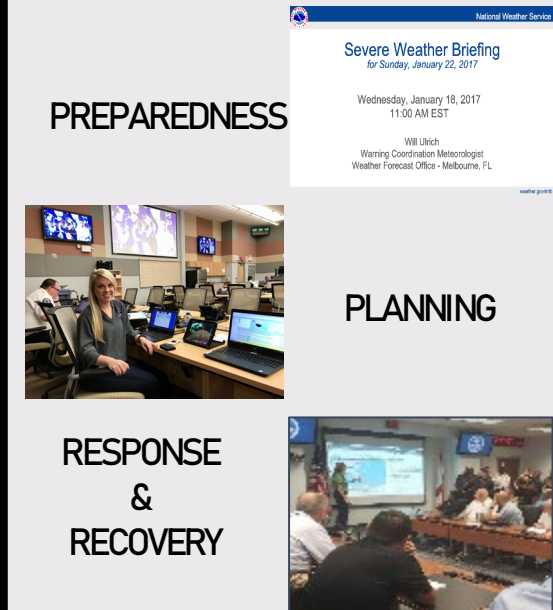 National Weather Service
Severe Weather Briefing
for Sunday, January 22, 2017
PREPAREDNESS
Wednesday, January 18, 2017
11:00 AM EST
Will Ulrich
Warning Coordination Meteorologist
Weather Forecast Office - Melbourne, FL
weather.gov/mlb
PLANNING
RESPONSE
&
RECOVERY